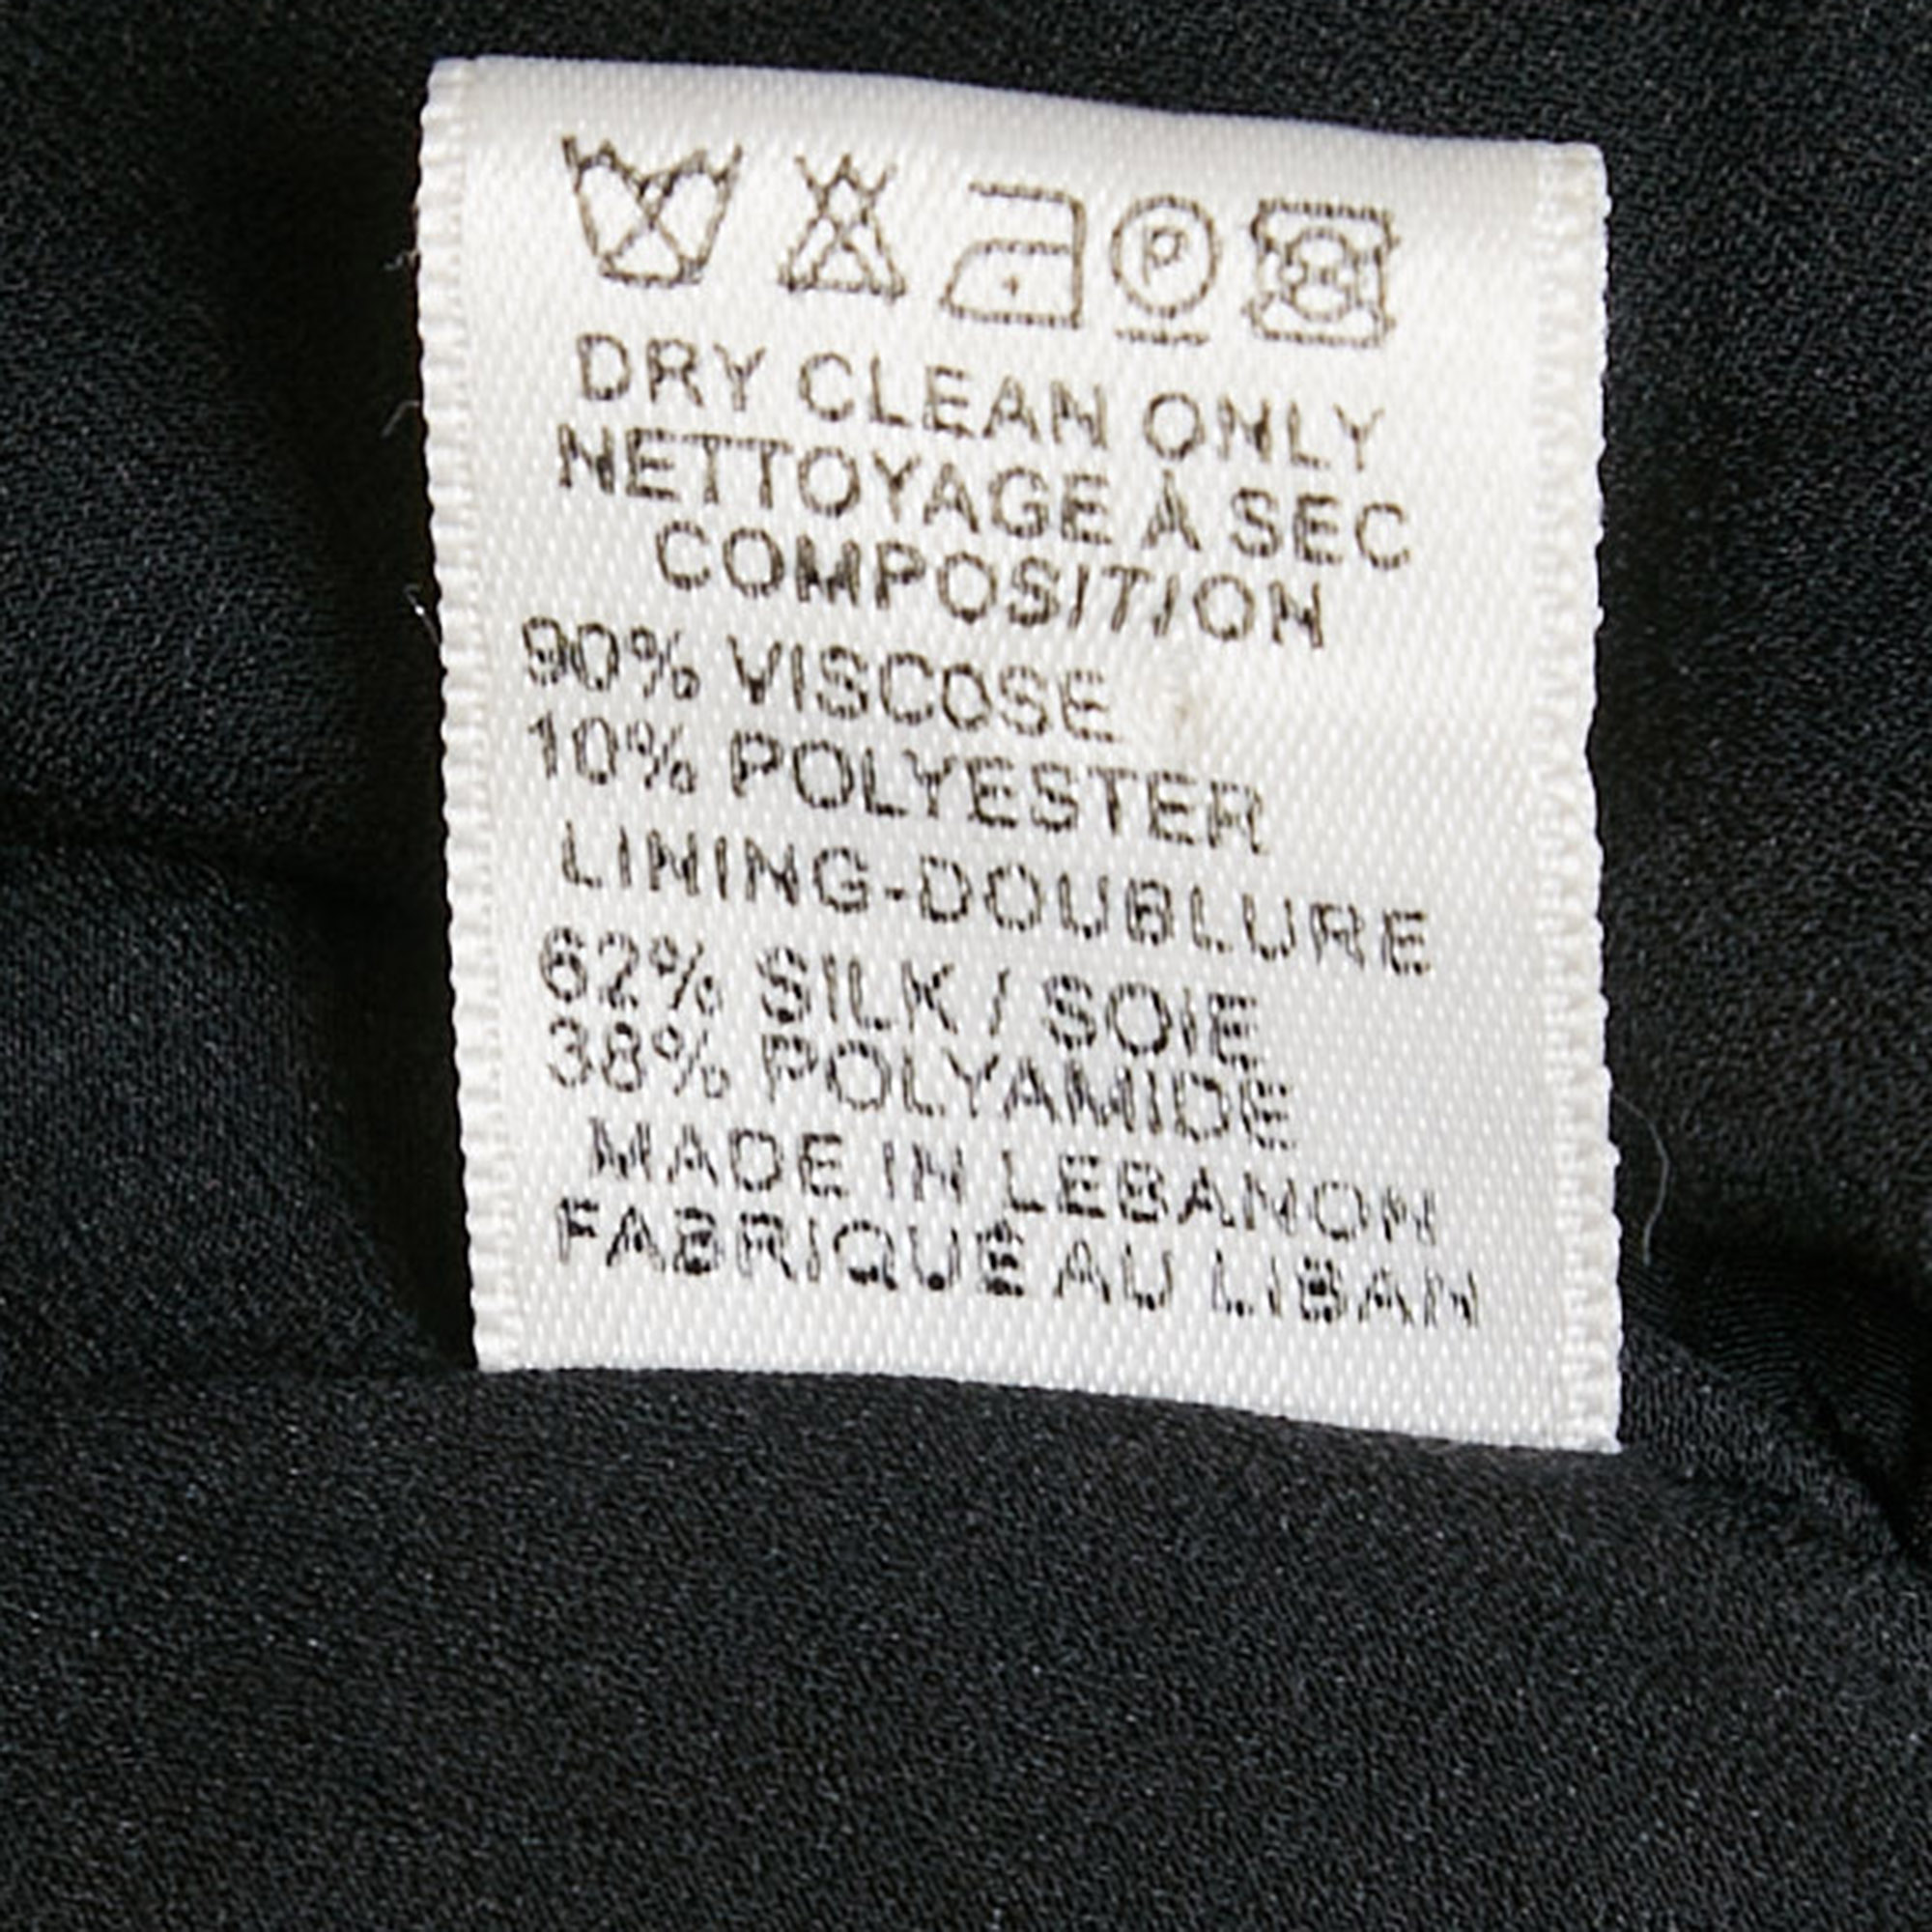 P
DRY CLEAN ONLY
NETTOYAGE À SEC
COMPOSITION
90% VISCOSE
10% POLYESTER
LINING-DOUBLURE
62% SILK / SOIE
38% POLYAMIDE
MADE IN LEBANON
FABRIQUÉ AU LIBAN